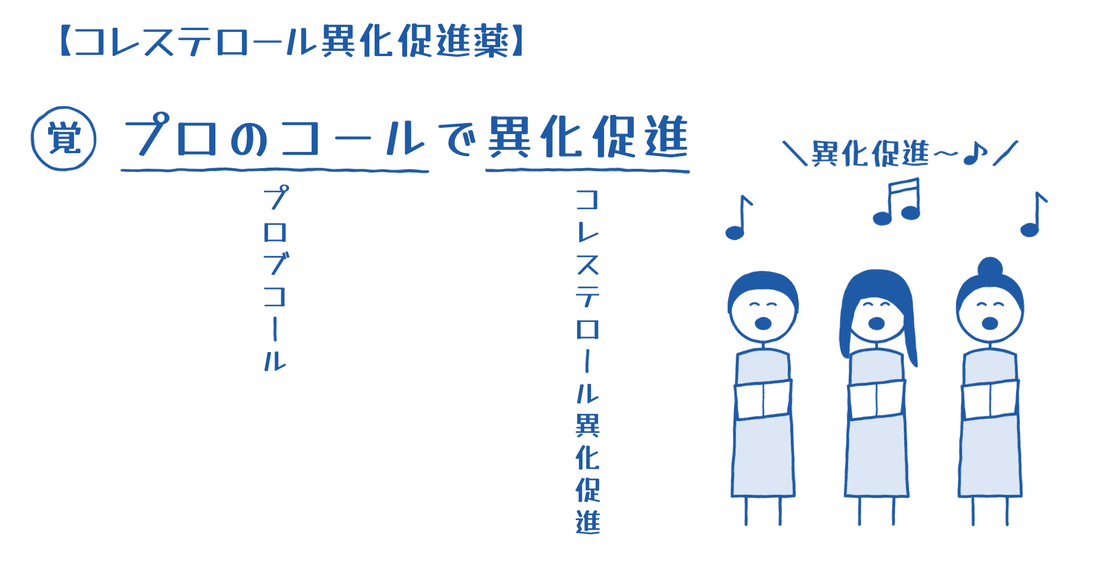 【コレステロール異化促進薬】
覚 プロのコールで異化促進
プロブコール
コレステロール異化促進
＼異化促進～♪／